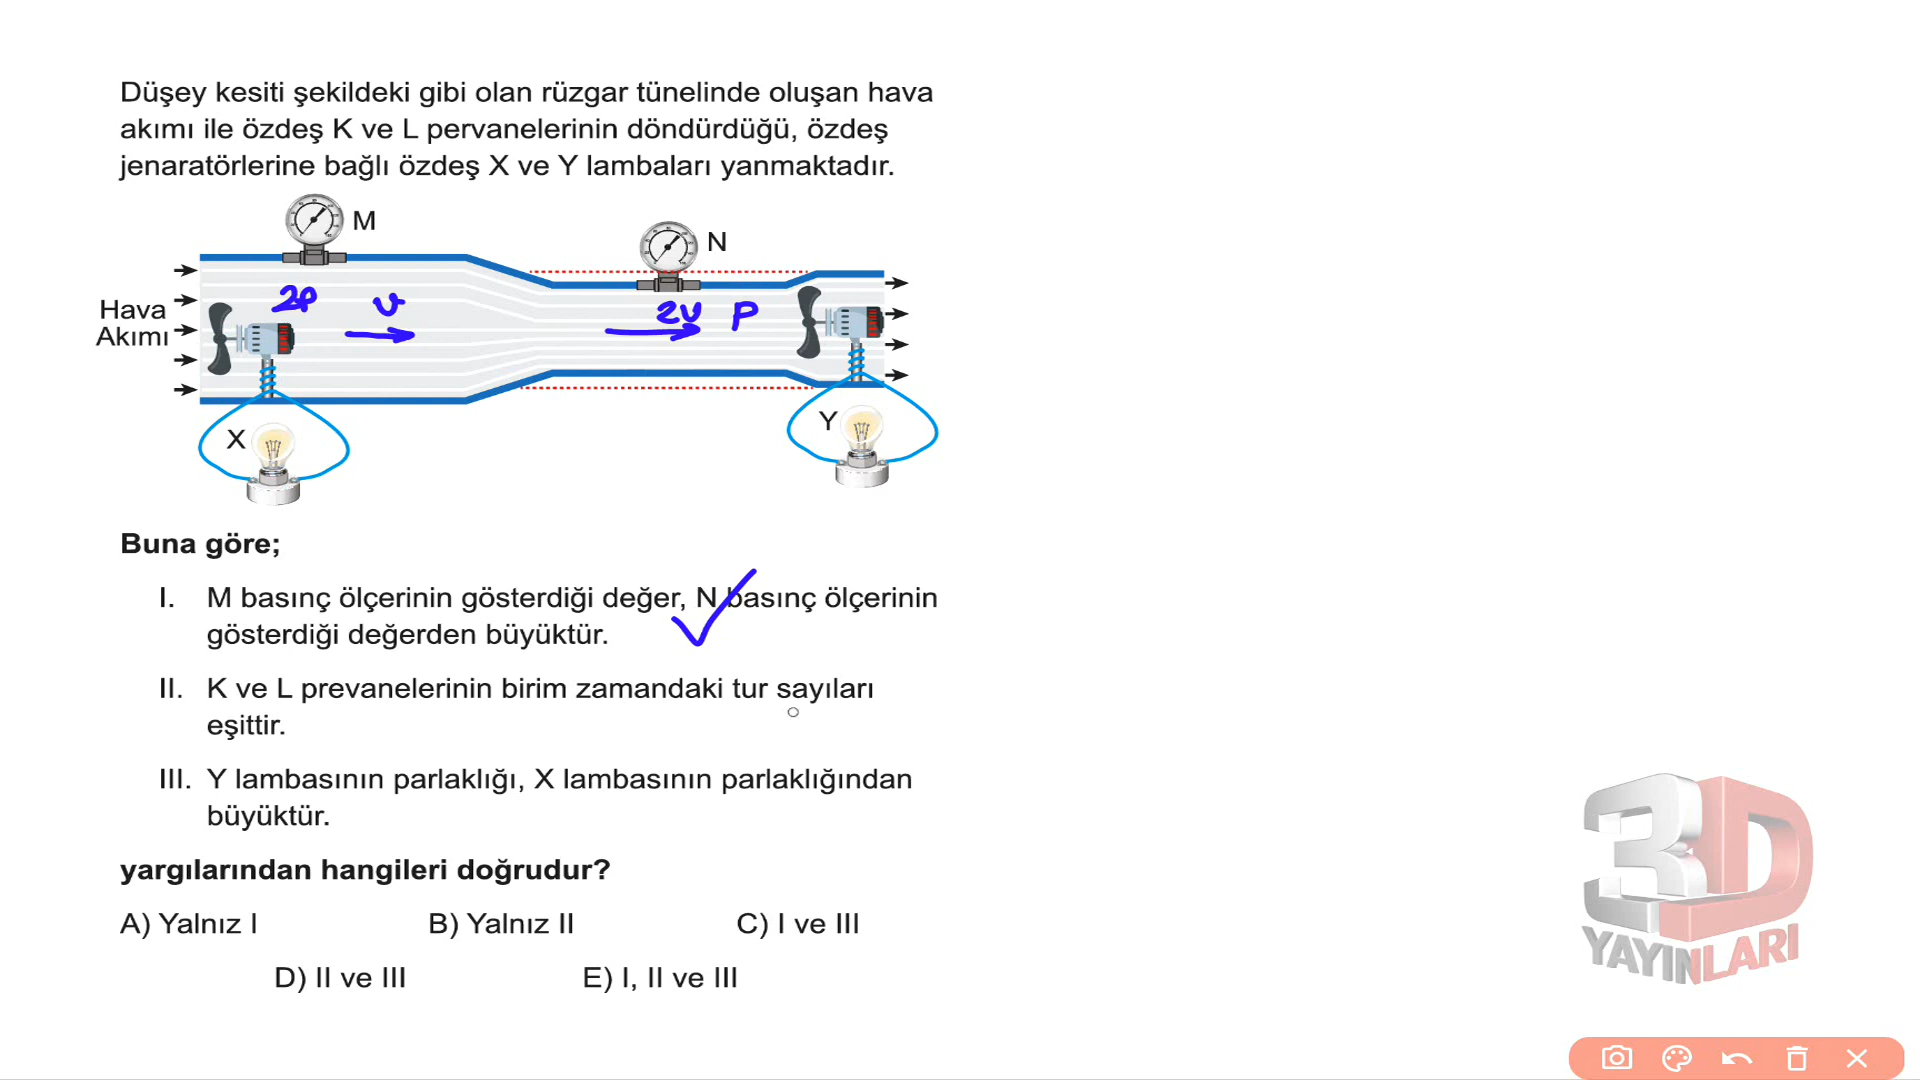 Düşey kesiti şekildeki gibi olan rüzgar tünelinde oluşan hava
akımı ile özdeş K ve L pervanelerinin döndürdüğü, özdeş
jenaratörlerine bağlı özdeş X ve Y lambaları yanmaktadır.
M
N
Hava
Akımı
2P
v
2v
P
X
Y
Buna göre;
I. M basınç ölçerinin gösterdiği değer, N basınç ölçerinin
gösterdiği değerden büyüktür.
II. K ve L prevanelerinin birim zamandaki tur sayıları
eşittir.
III. Y lambasının parlaklığı, X lambasının parlaklığından
büyüktür.
yargılarından hangileri doğrudur?
A) Yalnız I B) Yalnız II C) I ve III
D) II ve III E) I, II ve III
3D
YAYINLARI